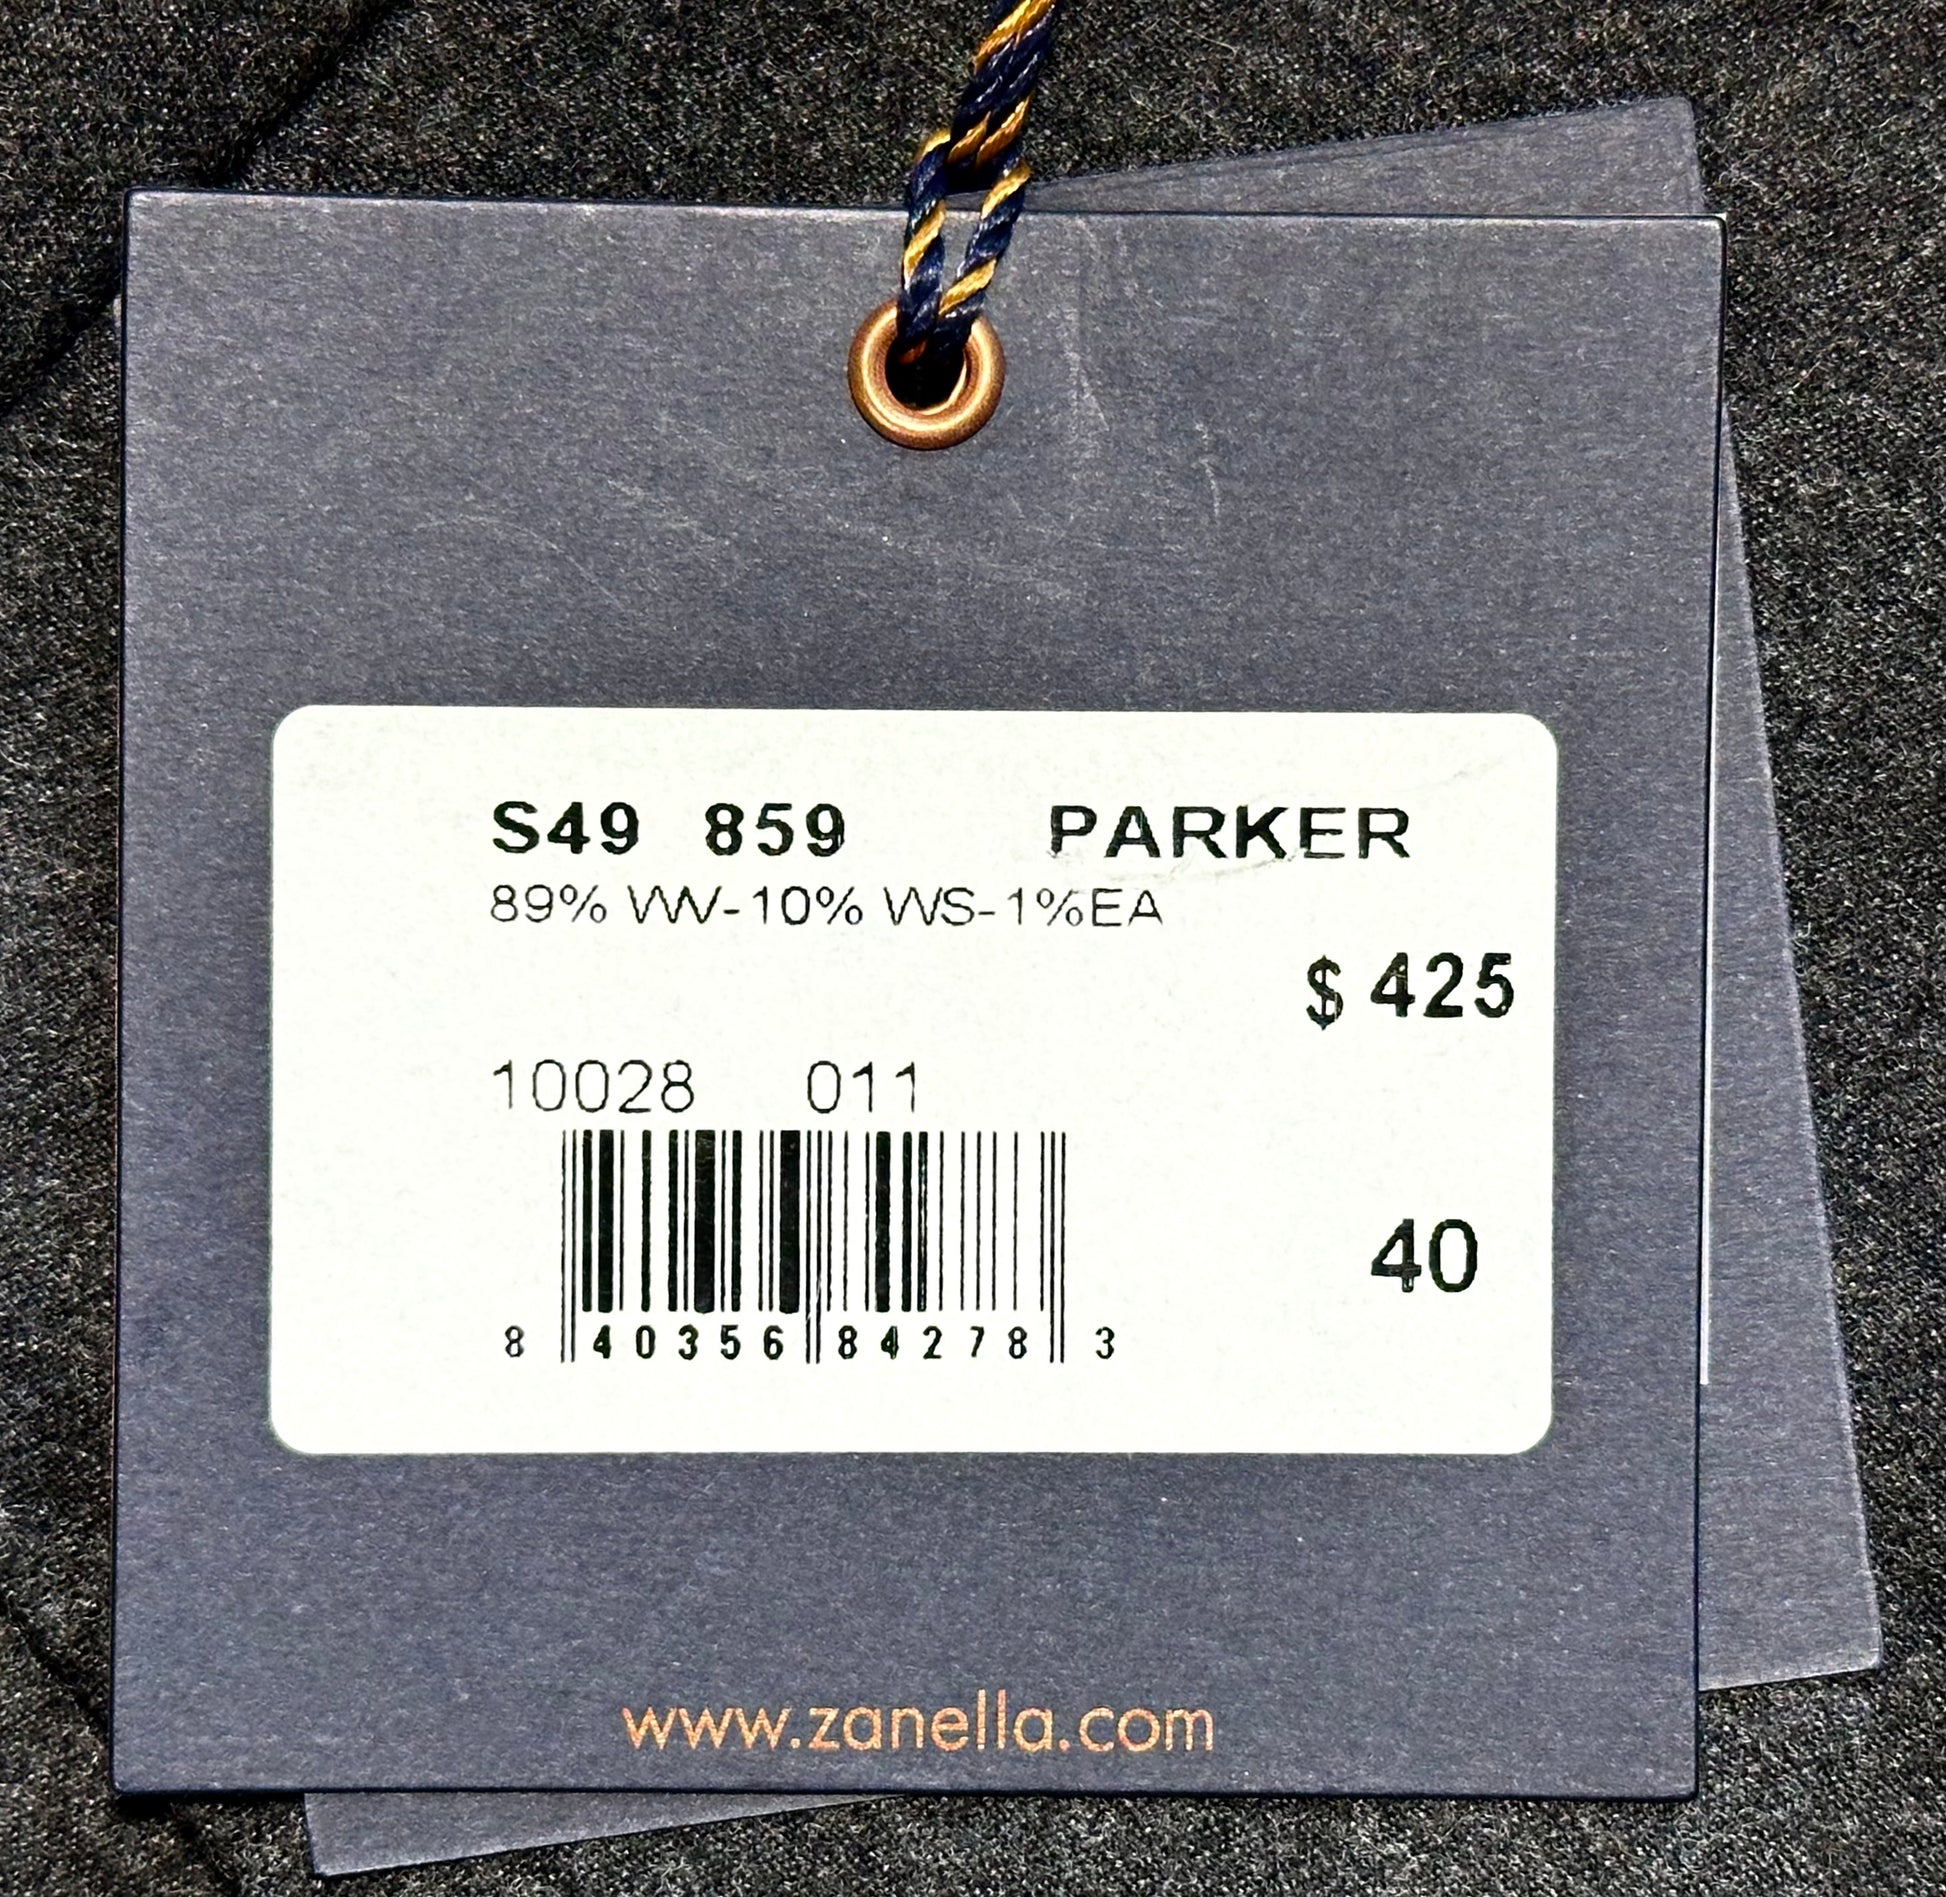 S49 859 PARKER
89% VW-10% WS-1%EA
$ 425
10028 011
40
8 40356 84278 3
www.zanella.com